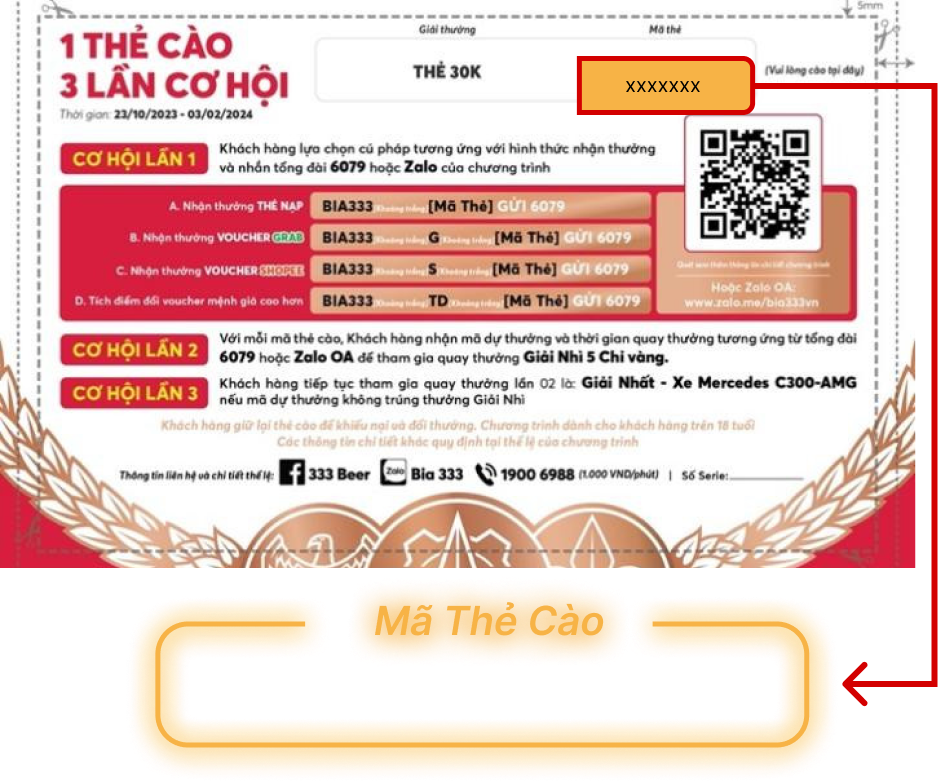 5mm
Giải thưởng
Mã thẻ
1 THẺ CÀO
3 LẦN CƠ HỘI
THẺ 30K
XXXXXXX
(Vui lòng cào tại đây)
Thời gian: 23/10/2023 - 03/02/2024
CƠ HỘI LẦN 1
Khách hàng lựa chọn cú pháp tương ứng với hình thức nhận thưởng
và nhắn tổng đài 6079 hoặc Zalo của chương trình
A. Nhận thưởng THẺ NẠP
BIA333 (Khoảng trắng) [Mã Thẻ] GỬI 6079
B. Nhận thưởng VOUCHER GRAB
BIA333 (Khoảng trắng) G (Khoảng trắng) [Mã Thẻ] GỬI 6079
C. Nhận thưởng VOUCHER SHOPEE
BIA333 (Khoảng trắng) S (Khoảng trắng) [Mã Thẻ] GỬI 6079
D. Tích điểm đổi voucher mệnh giá cao hơn
BIA333 (Khoảng trắng) TD (Khoảng trắng) [Mã Thẻ] GỬI 6079
Quét xem thêm thông tin chi tiết chương trình
Hoặc Zalo OA:
www.zalo.me/bia333vn
CƠ HỘI LẦN 2
Với mỗi mã thẻ cào, Khách hàng nhận mã dự thưởng và thời gian quay thưởng tương ứng từ tổng đài
6079 hoặc Zalo OA để tham gia quay thưởng Giải Nhì 5 Chỉ vàng.
CƠ HỘI LẦN 3
Khách hàng tiếp tục tham gia quay thưởng lần 02 là: Giải Nhất - Xe Mercedes C300-AMG
nếu mã dự thưởng không trúng thưởng Giải Nhì
Khách hàng giữ lại thẻ cào để khiếu nại và đổi thưởng. Chương trình dành cho khách hàng trên 18 tuổi
Các thông tin chi tiết khác quy định tại thể lệ của chương trình
Thông tin liên hệ và chi tiết thể lệ: 333 Beer Zalo Bia 333 1900 6988 (1.000 VND/phút) | Số Serie:
Mã Thẻ Cào